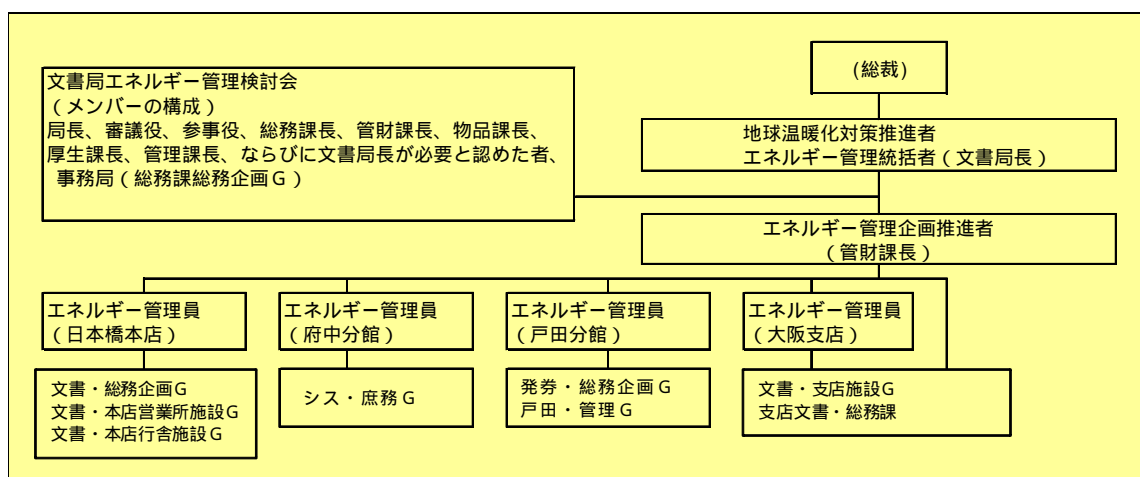 (総裁)
文書局エネルギー管理検討会
(メンバーの構成)
局長、審議役、参事役、総務課長、管財課長、物品課長、
厚生課長、管理課長、ならびに文書局長が必要と認めた者、
事務局(総務課総務企画G)
地球温暖化対策推進者
エネルギー管理統括者(文書局長)
エネルギー管理企画推進者
(管財課長)
エネルギー管理員
(日本橋本店)
エネルギー管理員
(府中分館)
エネルギー管理員
(戸田分館)
エネルギー管理員
(大阪支店)
文書・総務企画G
文書・本店営業所施設G
文書・本店行舎施設G
シス・庶務G
発券・総務企画G
戸田・管理G
文書・支店施設G
支店文書・総務課